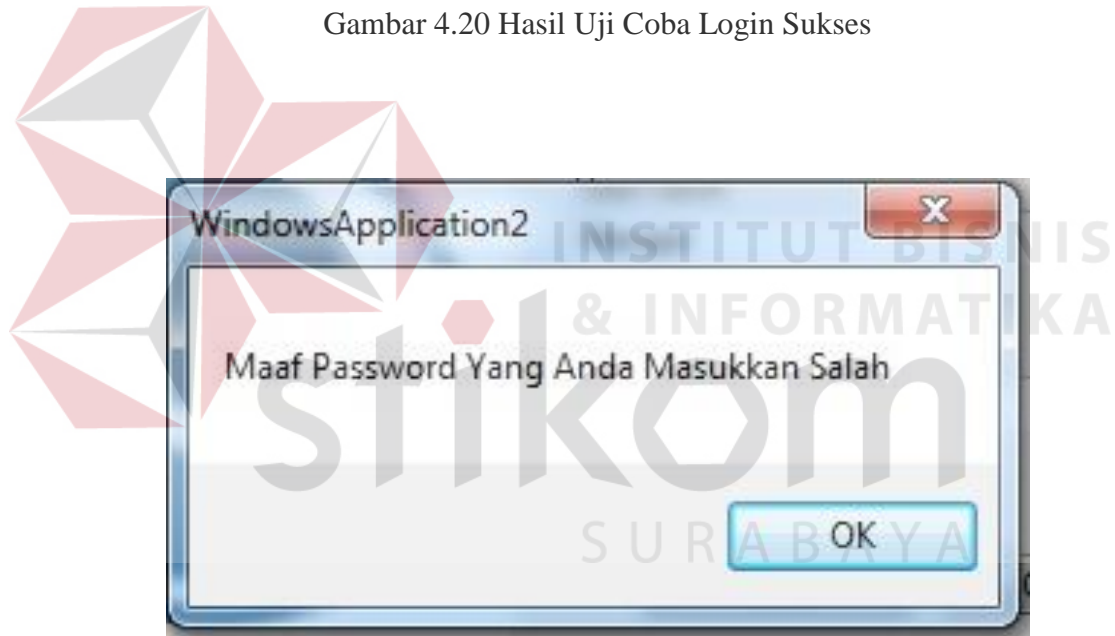 Gambar 4.20 Hasil Uji Coba Login Sukses
WindowsApplication2
INSTITUT BISNIS
& INFORMATIKA
Maaf Password Yang Anda Masukkan Salah
stikom
OK
SURABAYA